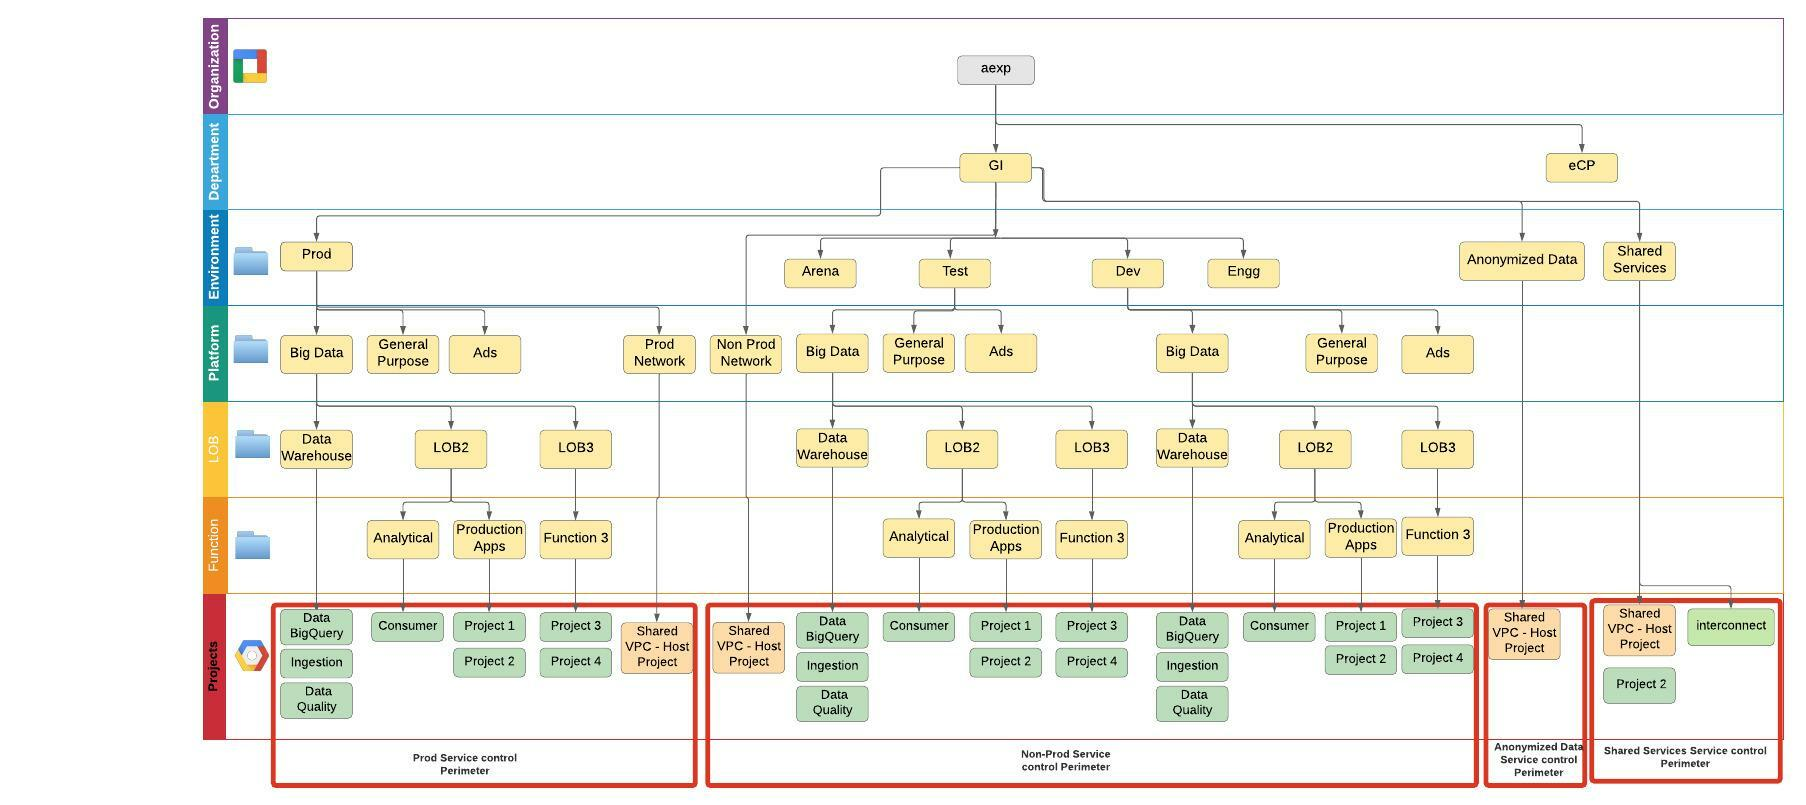 Organization
aexp
Department
GI
eCP
Environment
Prod
Arena
Test
Dev
Engg
Anonymized Data
Shared
Services
Platform
Big Data
General
Purpose
Ads
Prod
Network
Non Prod
Network
Big Data
General
Purpose
Ads
Big Data
General
Purpose
Ads
LOB
Data
Warehouse
LOB2
LOB3
Data
Warehouse
LOB2
LOB3
Data
Warehouse
LOB2
LOB3
Function
Analytical
Production
Apps
Function 3
Analytical
Production
Apps
Function 3
Analytical
Production
Apps
Function 3
Projects
Data
BigQuery
Ingestion
Data
Quality
Consumer
Project 1
Project 2
Project 3
Project 4
Shared
VPC - Host
Project
Shared
VPC - Host
Project
Data
BigQuery
Ingestion
Data
Quality
Consumer
Project 1
Project 2
Project 3
Project 4
Data
BigQuery
Ingestion
Data
Quality
Consumer
Project 1
Project 2
Project 3
Project 4
Shared
VPC - Host
Project
Shared
VPC - Host
Project
Project 2
interconnect
Prod Service control
Perimeter
Non-Prod Service
control Perimeter
Anonymized Data
Service control
Perimeter
Shared Services Service control
Perimeter